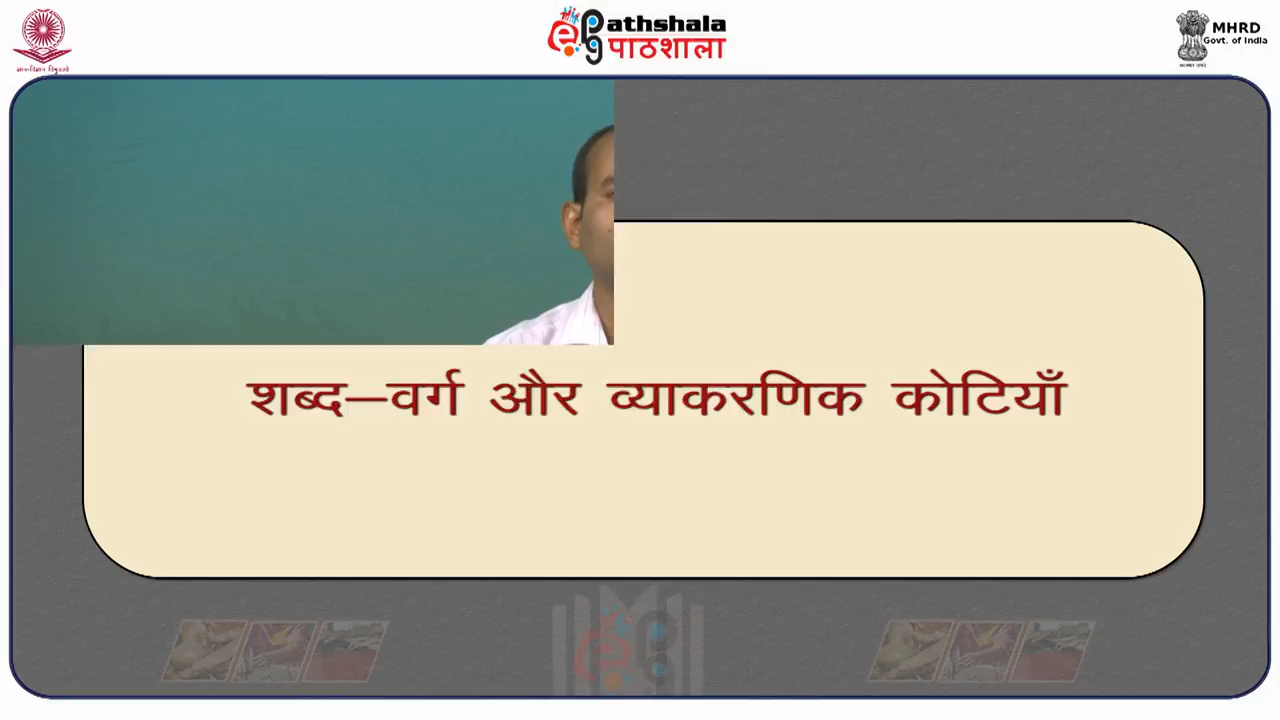 athshala
पाठशाला
MHRD
Govt. of India
शब्द–वर्ग और व्याकरणिक कोटियाँ